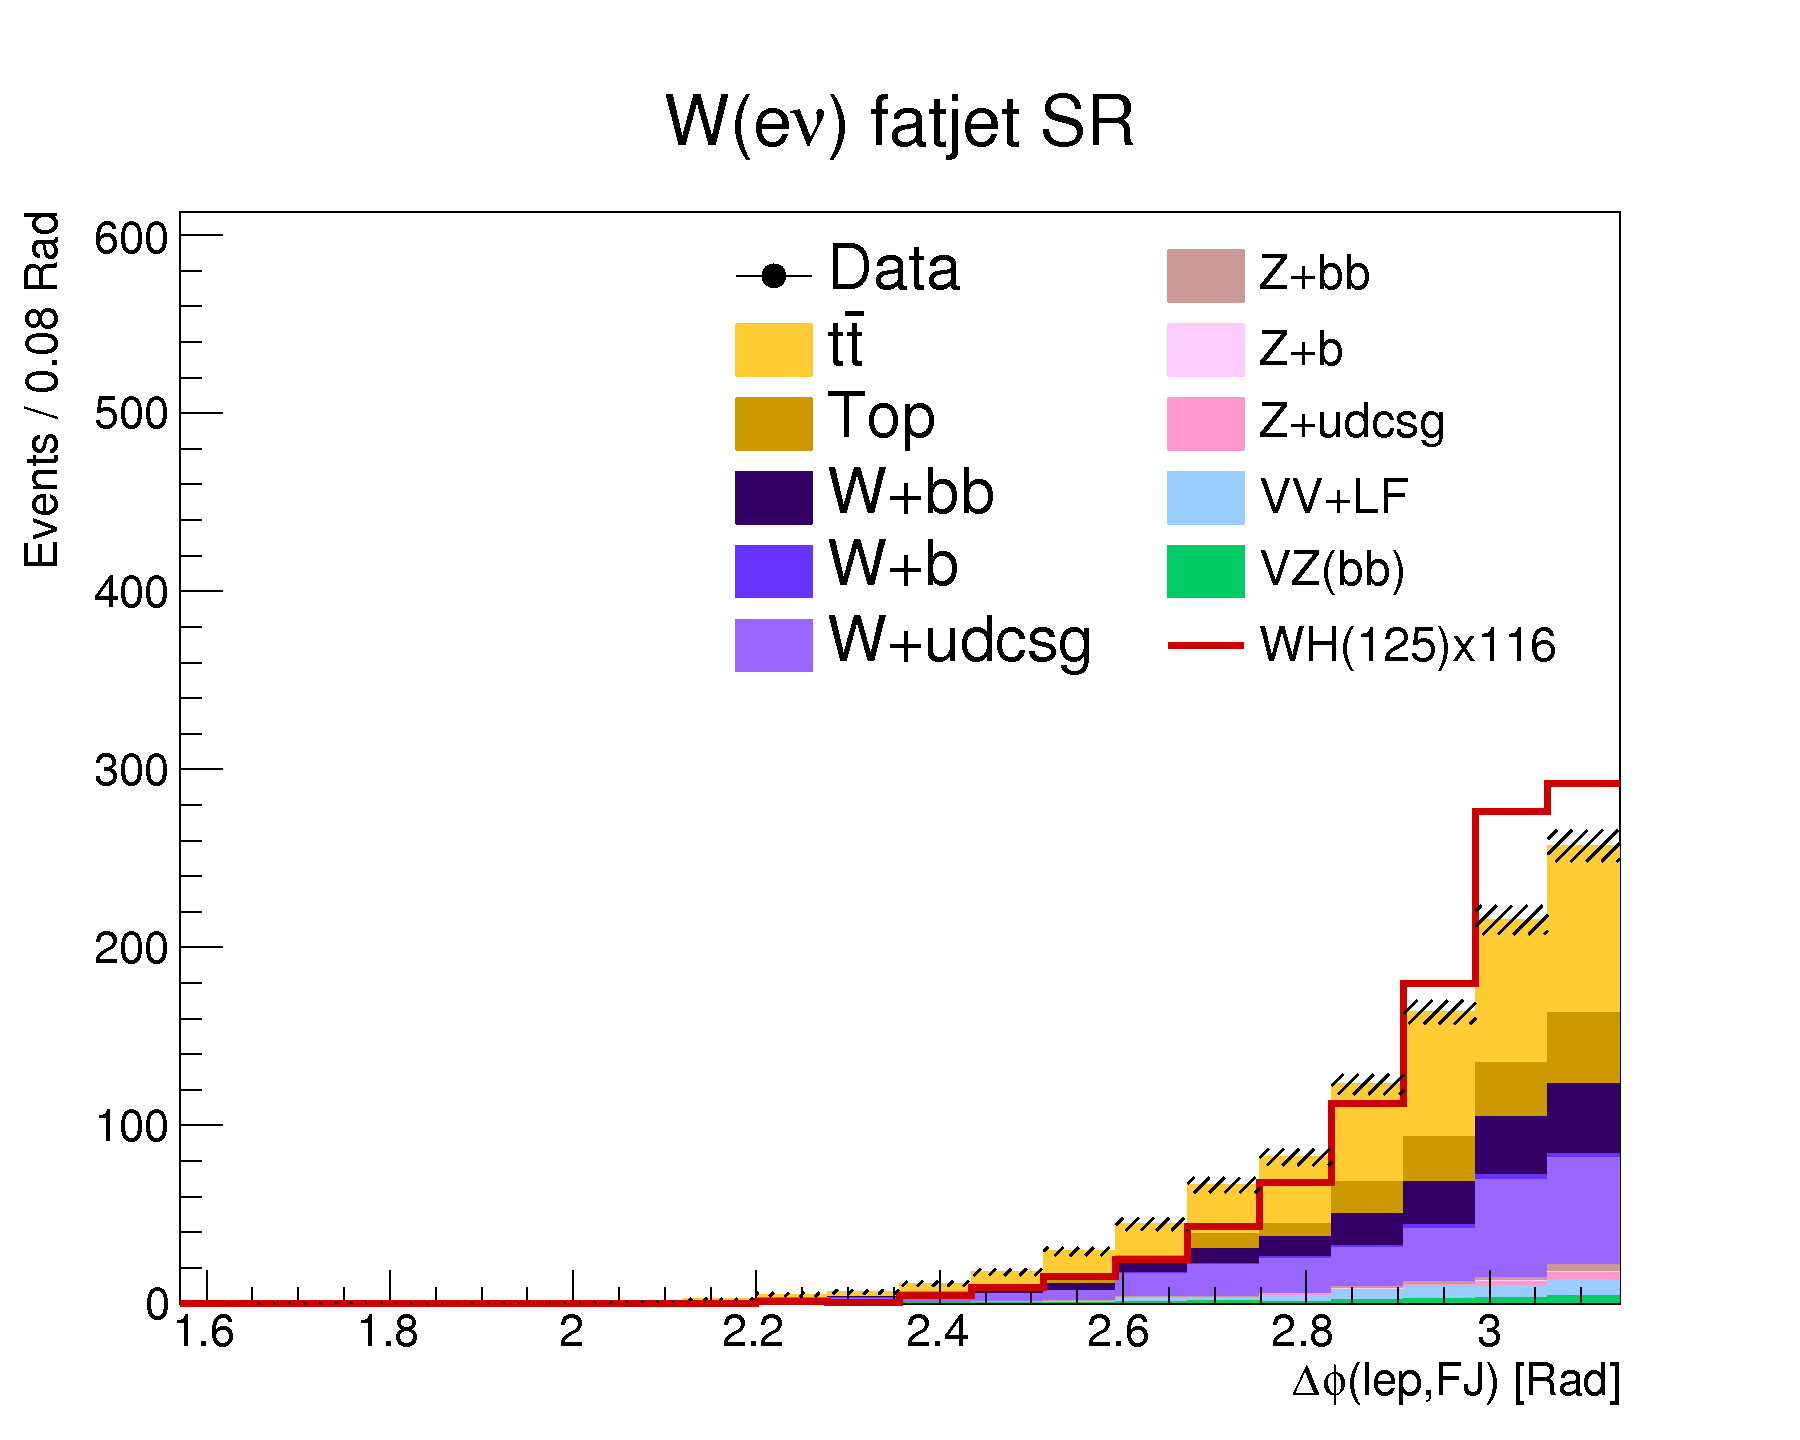 W(eν) fatjet SR
Events / 0.08 Rad
600
500
400
300
200
100
0
Data
tt̄
Top
W+bb
W+b
W+udcsg
Z+bb
Z+b
Z+udcsg
VV+LF
VZ(bb)
WH(125)x116
1.6 1.8 2 2.2 2.4 2.6 2.8 3
Δϕ(lep,FJ) [Rad]